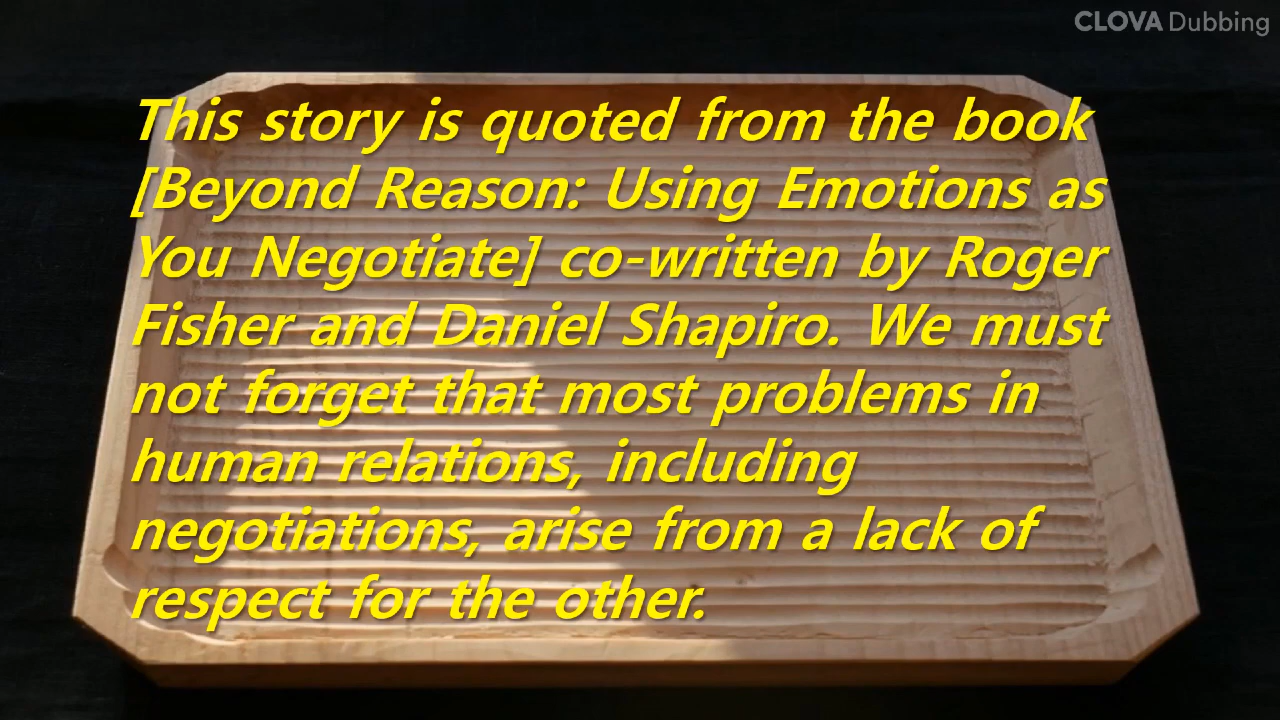 CLOVA Dubbing
This story is quoted from the book
[Beyond Reason: Using Emotions as
You Negotiate] co-written by Roger
Fisher and Daniel Shapiro. We must
not forget that most problems in
human relations, including
negotiations, arise from a lack of
respect for the other.